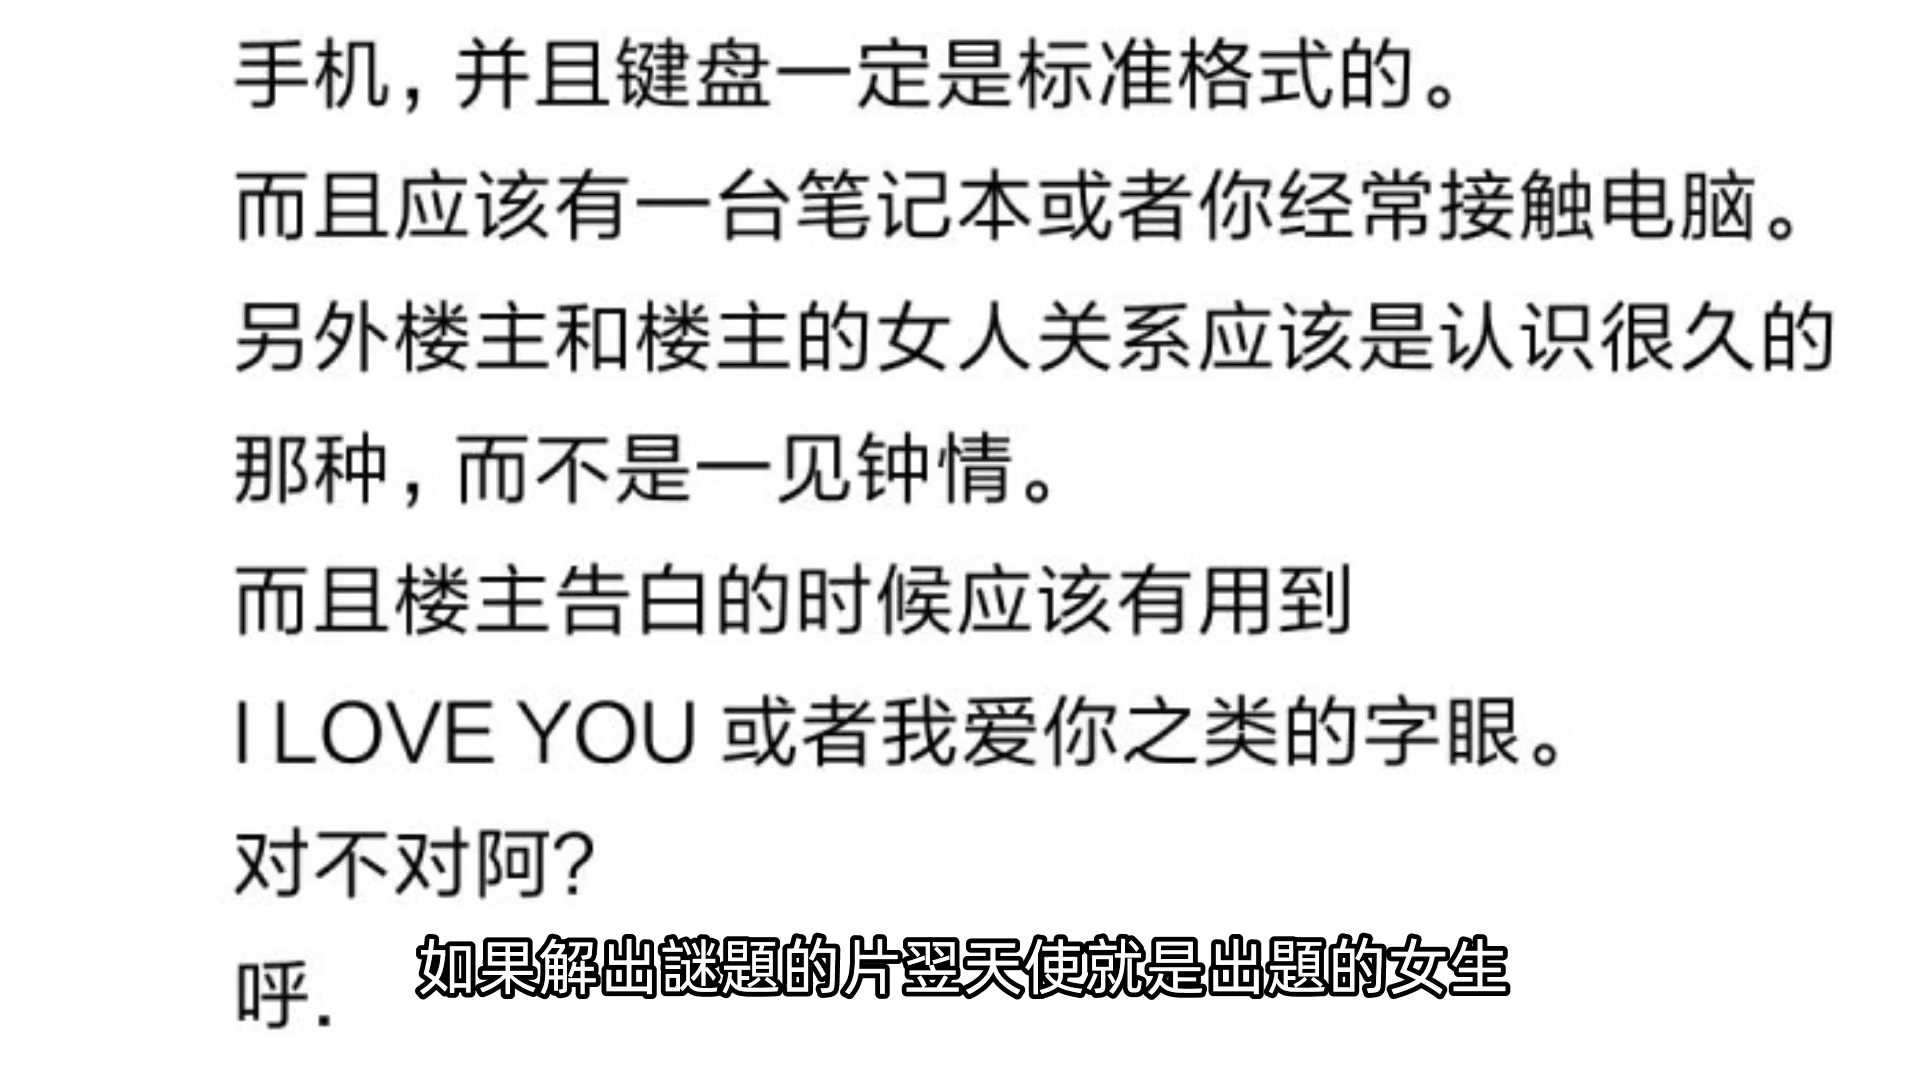 手机，并且键盘一定是标准格式的。
而且应该有一台笔记本或者你经常接触电脑。
另外楼主和楼主的女人关系应该是认识很久的
那种，而不是一见钟情。
而且楼主告白的时候应该有用到
I LOVE YOU 或者我爱你之类的字眼。
对不对阿?
呼.
如果解出謎題的片翌天使就是出題的女生